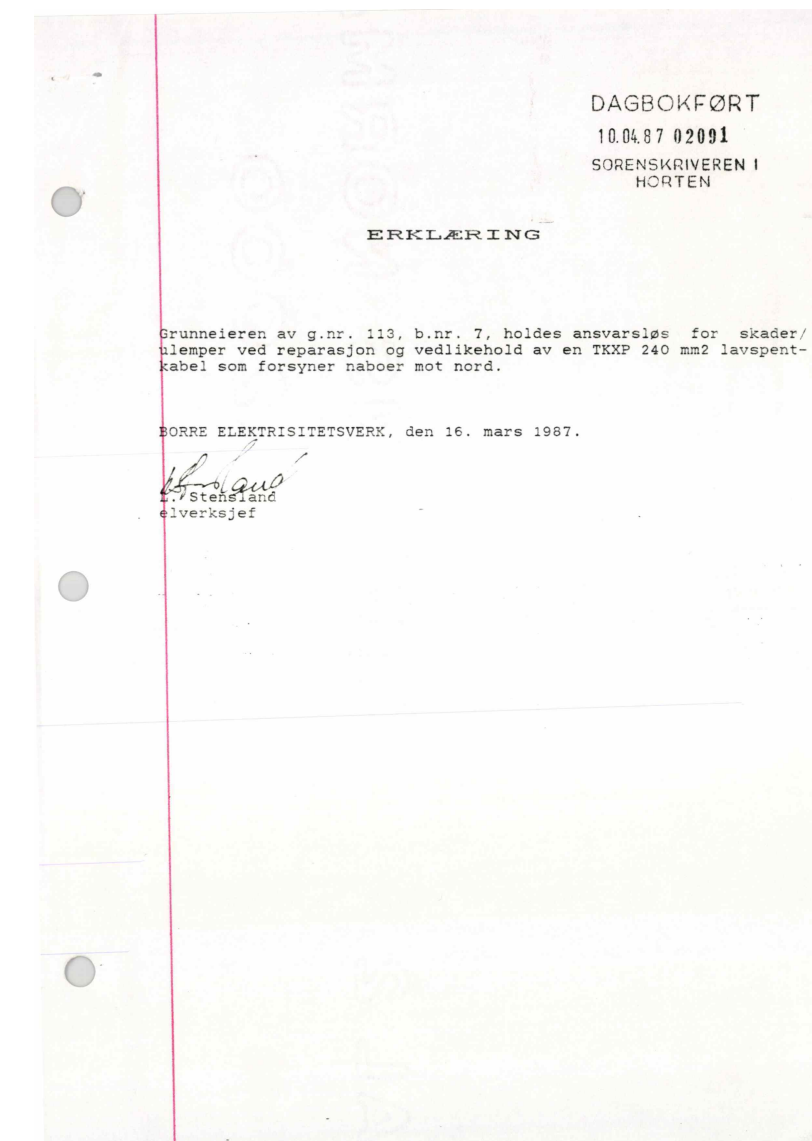 DAGBOKFØRT
10.04.87 02091
SORENSKRIVEREN I
HORTEN
ERKLÆRING
Grunneieren av g.nr. 113, b.nr. 7, holdes ansvarsløs for skader/
ulemper ved reparasjon og vedlikehold av en TKXP 240 mm2 lavspent-
kabel som forsyner naboer mot nord.
BORRE ELEKTRISITETSVERK, den 16. mars 1987.
Stensland
elverksjef